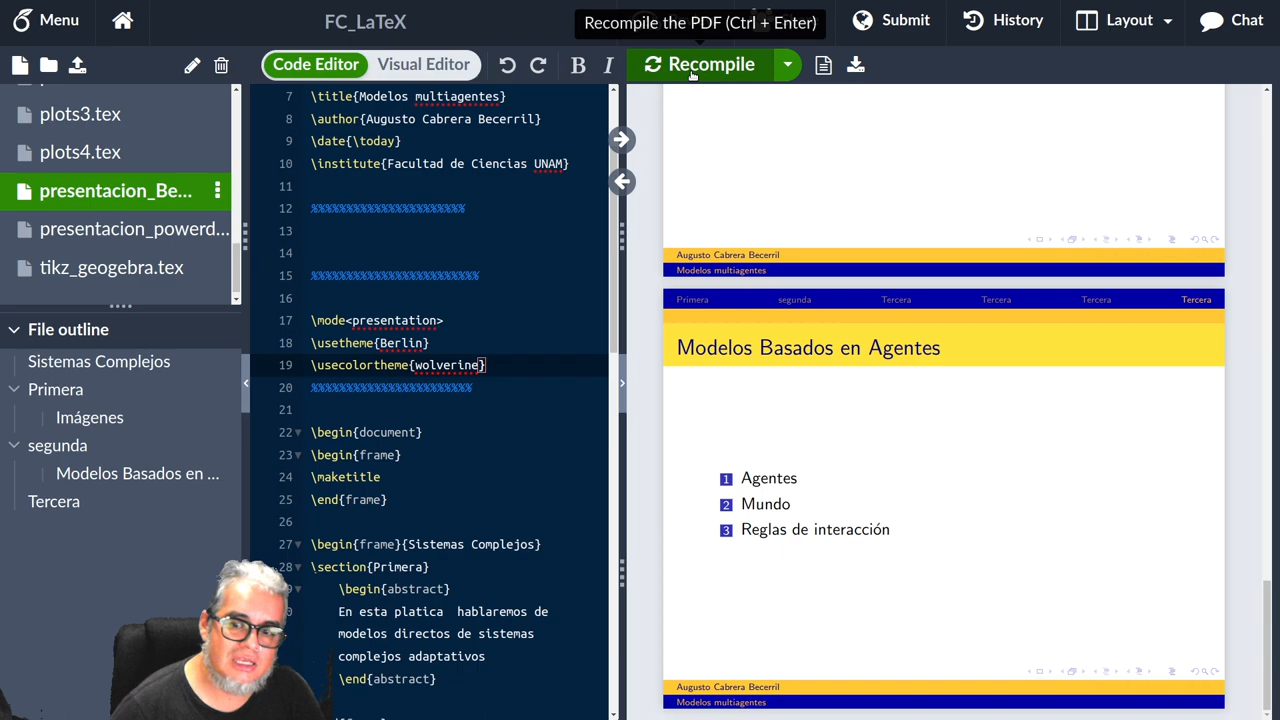 Menu
FC_LaTeX
Recompile the PDF (Ctrl + Enter)
Submit
History
Layout
Chat
Code Editor
Visual Editor
B
I
Recompile
plots3.tex
plots4.tex
presentacion_Be...
presentacion_powerd...
tikz_geogebra.tex
File outline
Sistemas Complejos
Primera
Imágenes
segunda
Modelos Basados en ...
Tercera
7 \title{Modelos multiagentes}
8 \author{Augusto Cabrera Becerril}
9 \date{\today}
10 \institute{Facultad de Ciencias UNAM}
11
12 %%%%%%%%%%%%%%%%%%%%%%
13
14
15 %%%%%%%%%%%%%%%%%%%%%%%%
16
17 \mode<presentation>
18 \usetheme{Berlin}
19 \usecolortheme{wolverine}
20 %%%%%%%%%%%%%%%%%%%%%%%
21
22 \begin{document}
23 \begin{frame}
24 \maketitle
25 \end{frame}
26
27 \begin{frame}{Sistemas Complejos}
28 \section{Primera}
\begin{abstract}
En esta platica hablaremos de
modelos directos de sistemas
complejos adaptativos
\end{abstract}
Augusto Cabrera Becerril
Modelos multiagentes
Primera segunda Tercera Tercera Tercera Tercera
Modelos Basados en Agentes
1 Agentes
2 Mundo
3 Reglas de interacción
Augusto Cabrera Becerril
Modelos multiagentes